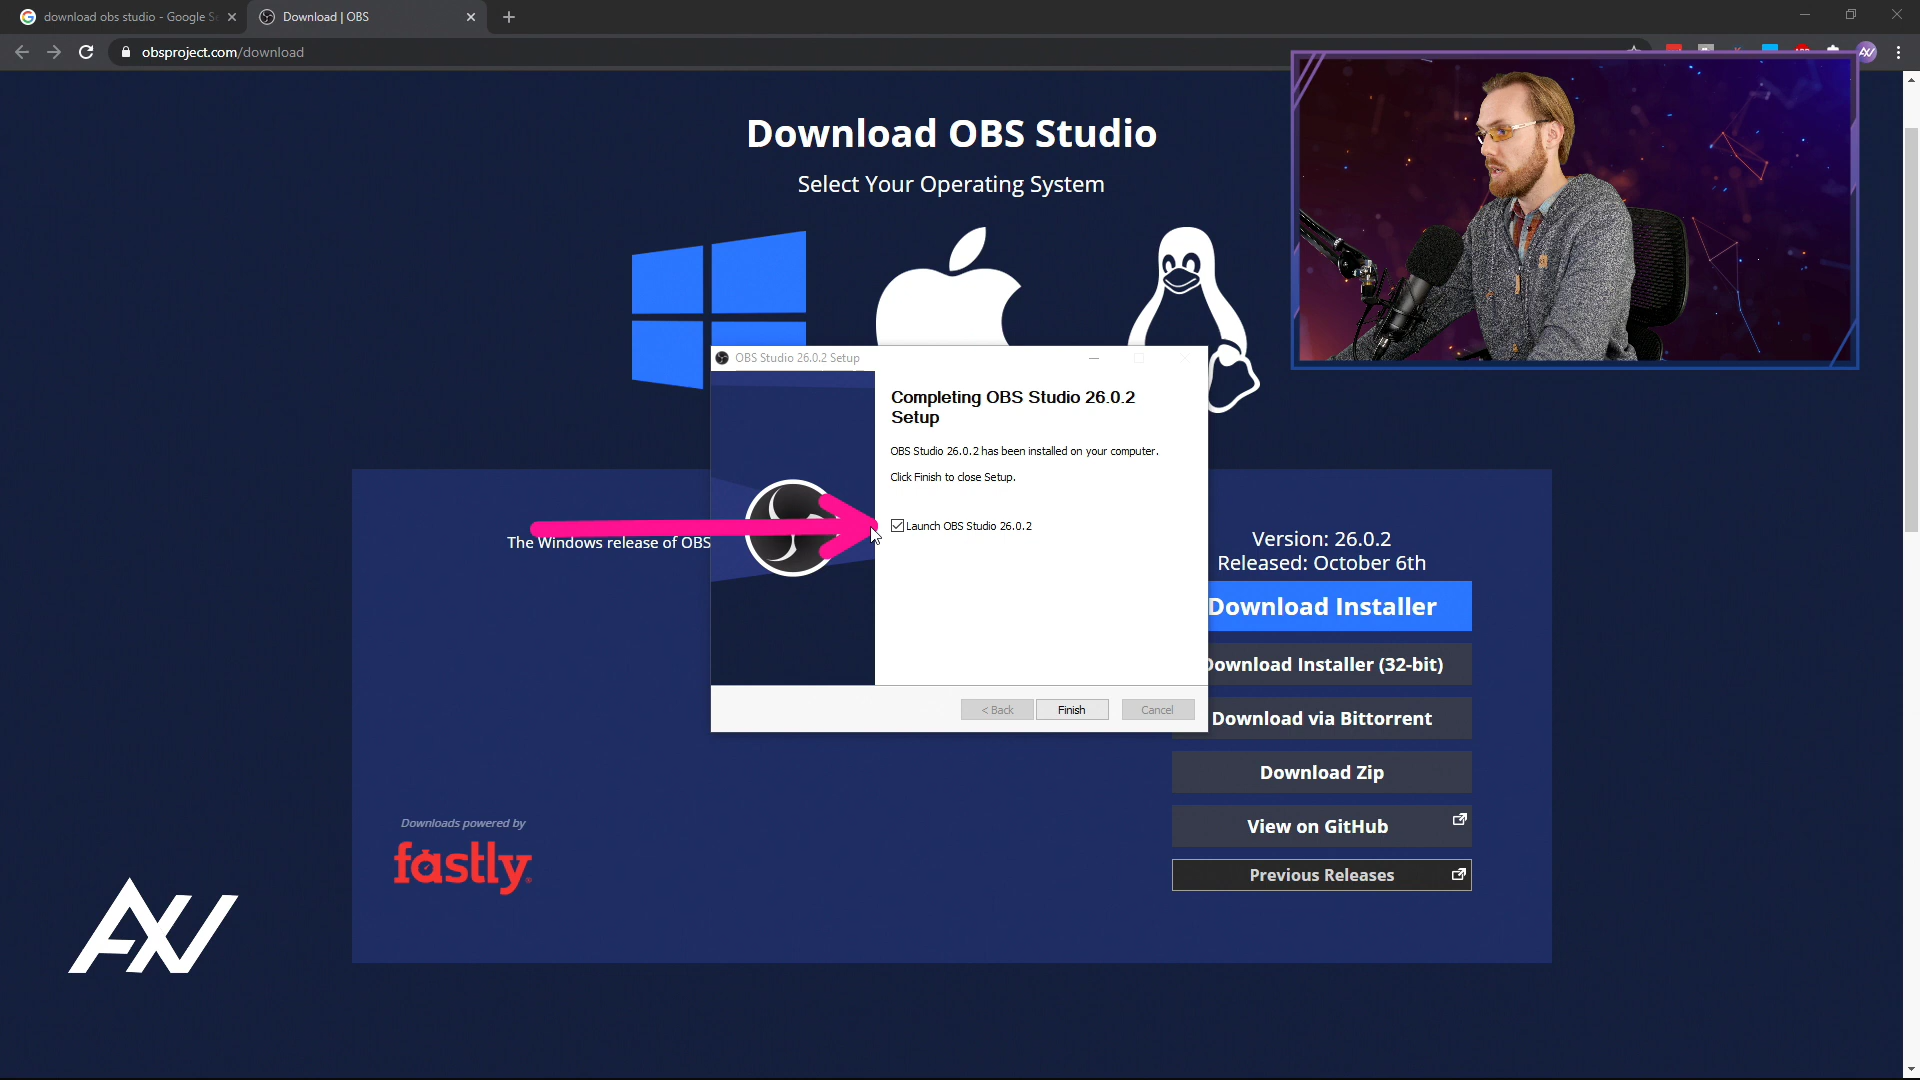 download obs studio - Google S
Download | OBS
obsproject.com/download
Download OBS Studio
Select Your Operating System
OBS Studio 26.0.2 Setup
Completing OBS Studio 26.0.2
Setup
OBS Studio 26.0.2 has been installed on your computer.
Click Finish to close Setup.
Launch OBS Studio 26.0.2
< Back
Finish
Cancel
The Windows release of OBS
Version: 26.0.2
Released: October 6th
Download Installer
Download Installer (32-bit)
Download via Bittorrent
Download Zip
View on GitHub
Previous Releases
Downloads powered by
fastly